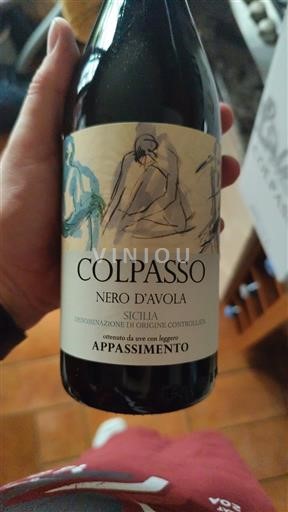 VINIOU
COLPASSO
NERO D'AVOLA
SICILIA
DENOMINAZIONE DI ORIGINE CONTROLLATA
ottenuto da uve con leggero
APPASSIMENTO